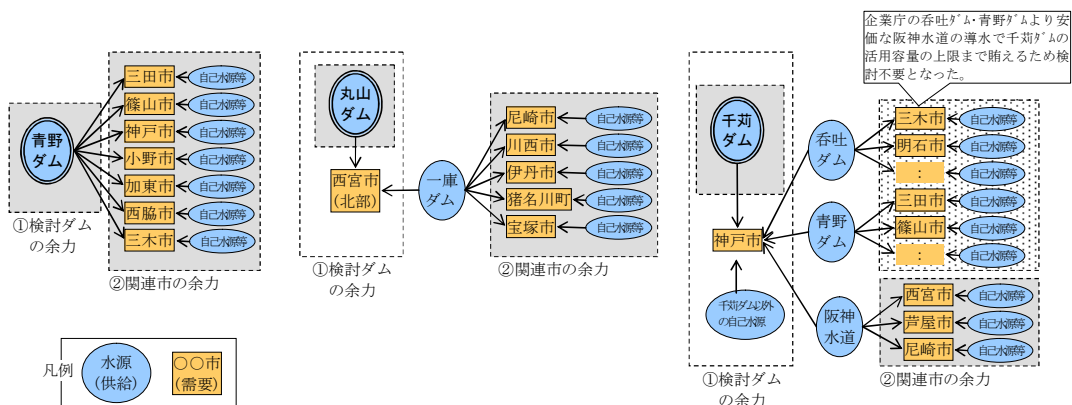 青野
ダム
①検討ダム
の余力
三田市
自己水源等
篠山市
自己水源等
神戸市
自己水源等
小野市
自己水源等
加東市
自己水源等
西脇市
自己水源等
三木市
自己水源等
②関連市の余力
丸山
ダム
西宮市
(北部)
①検討ダム
の余力
一庫
ダム
尼崎市
自己水源等
川西市
自己水源等
伊丹市
自己水源等
猪名川町
自己水源等
宝塚市
自己水源等
②関連市の余力
企業庁の呑吐ダム・青野ダムより安
価な阪神水道の導水で千苅ダムの
活用容量の上限まで賄えるため検
討不要となった。
千苅
ダム
神戸市
千苅ダム以外
の自己水源
①検討ダム
の余力
呑吐
ダム
三木市
自己水源等
明石市
自己水源等
:
自己水源等
青野
ダム
三田市
自己水源等
篠山市
自己水源等
:
自己水源等
阪神
水道
西宮市
自己水源等
芦屋市
自己水源等
尼崎市
自己水源等
②関連市の余力
凡例
水源
(供給)
○○市
(需要)